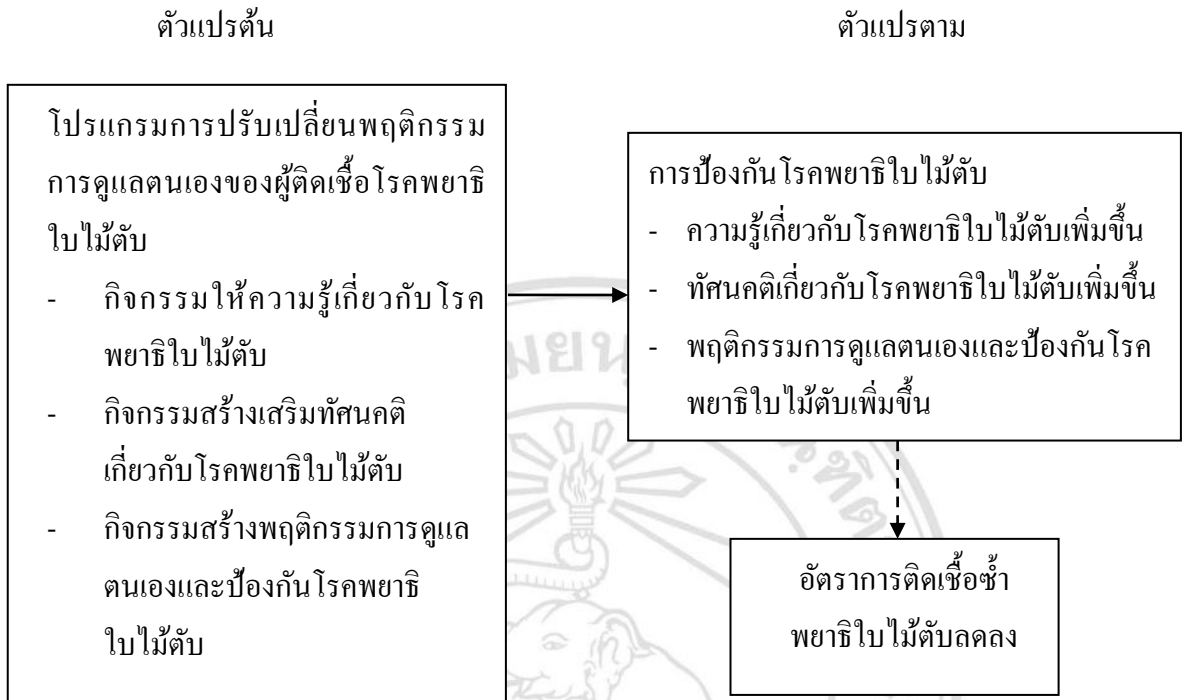 ตัวแปรต้น
ตัวแปรตาม
โปรแกรมการปรับเปลี่ยนพฤติกรรม
การดูแลตนเองของผู้ติดเชื้อโรคพยาธิ
ใบไม้ตับ
- กิจกรรมให้ความรู้เกี่ยวกับโรค
พยาธิใบไม้ตับ
- กิจกรรมสร้างเสริมทัศนคติ
เกี่ยวกับโรคพยาธิใบไม้ตับ
- กิจกรรมสร้างพฤติกรรมการดูแล
ตนเองและป้องกันโรคพยาธิ
ใบไม้ตับ
การป้องกันโรคพยาธิใบไม้ตับ
- ความรู้เกี่ยวกับโรคพยาธิใบไม้ตับเพิ่มขึ้น
- ทัศนคติเกี่ยวกับโรคพยาธิใบไม้ตับเพิ่มขึ้น
- พฤติกรรมการดูแลตนเองและป้องกันโรค
พยาธิใบไม้ตับเพิ่มขึ้น
อัตราการติดเชื้อซ้ำ
พยาธิใบไม้ตับลดลง